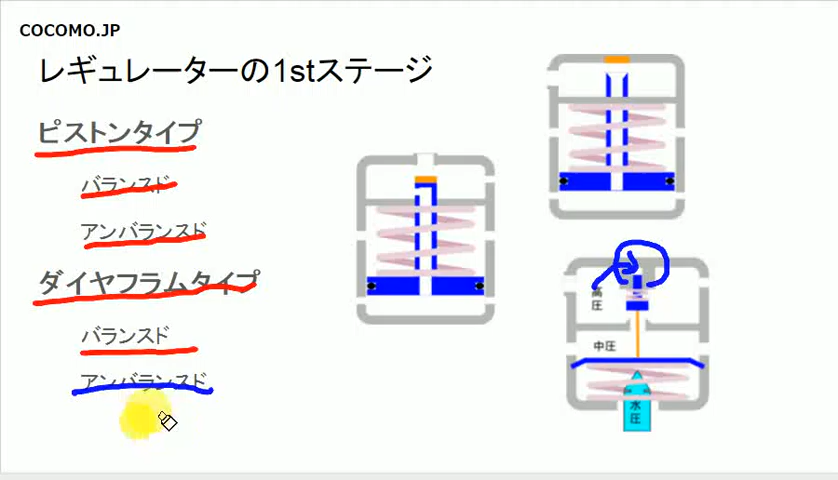 COCOMO.JP
レギュレーターの1stステージ
ピストンタイプ
バランスド
アンバランスド
ダイヤフラムタイプ
バランスド
アンバランスド
高圧
中圧
水圧